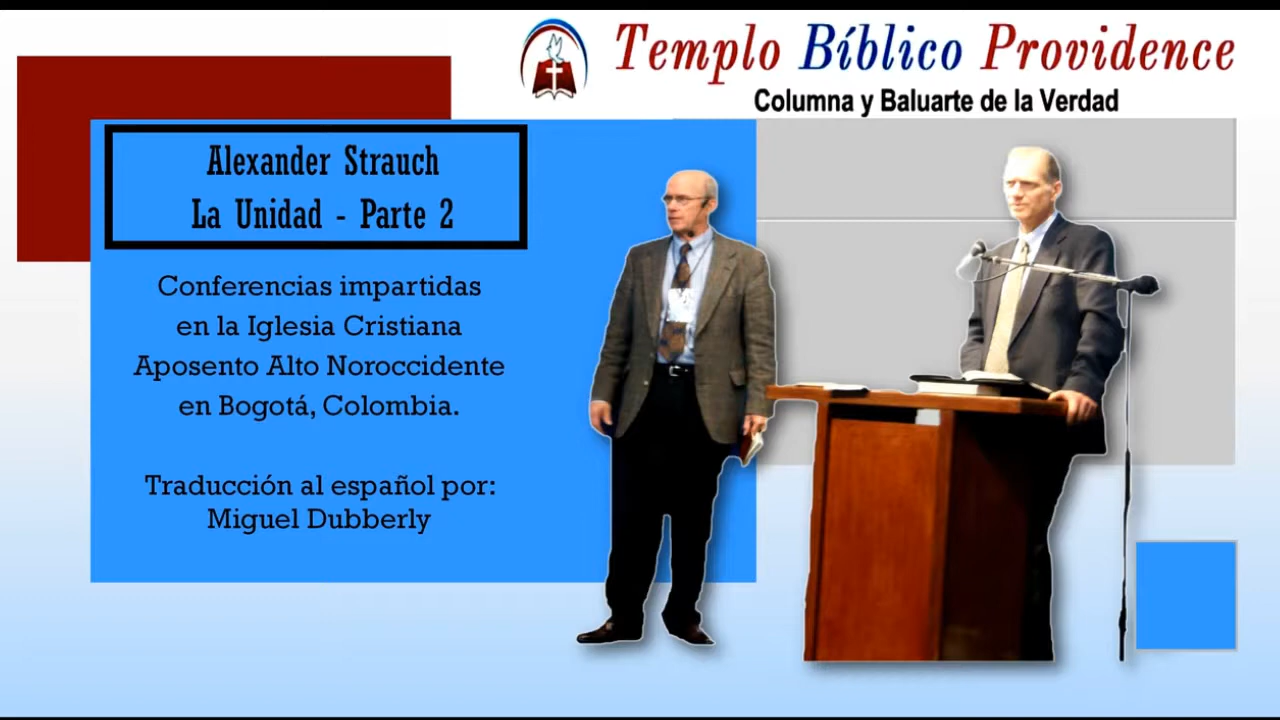 Templo Bíblico Providence
Columna y Baluarte de la Verdad
Alexander Strauch
La Unidad - Parte 2
Conferencias impartidas
en la Iglesia Cristiana
Aposento Alto Noroccidente
en Bogotá, Colombia.
Traducción al español por:
Miguel Dubberly